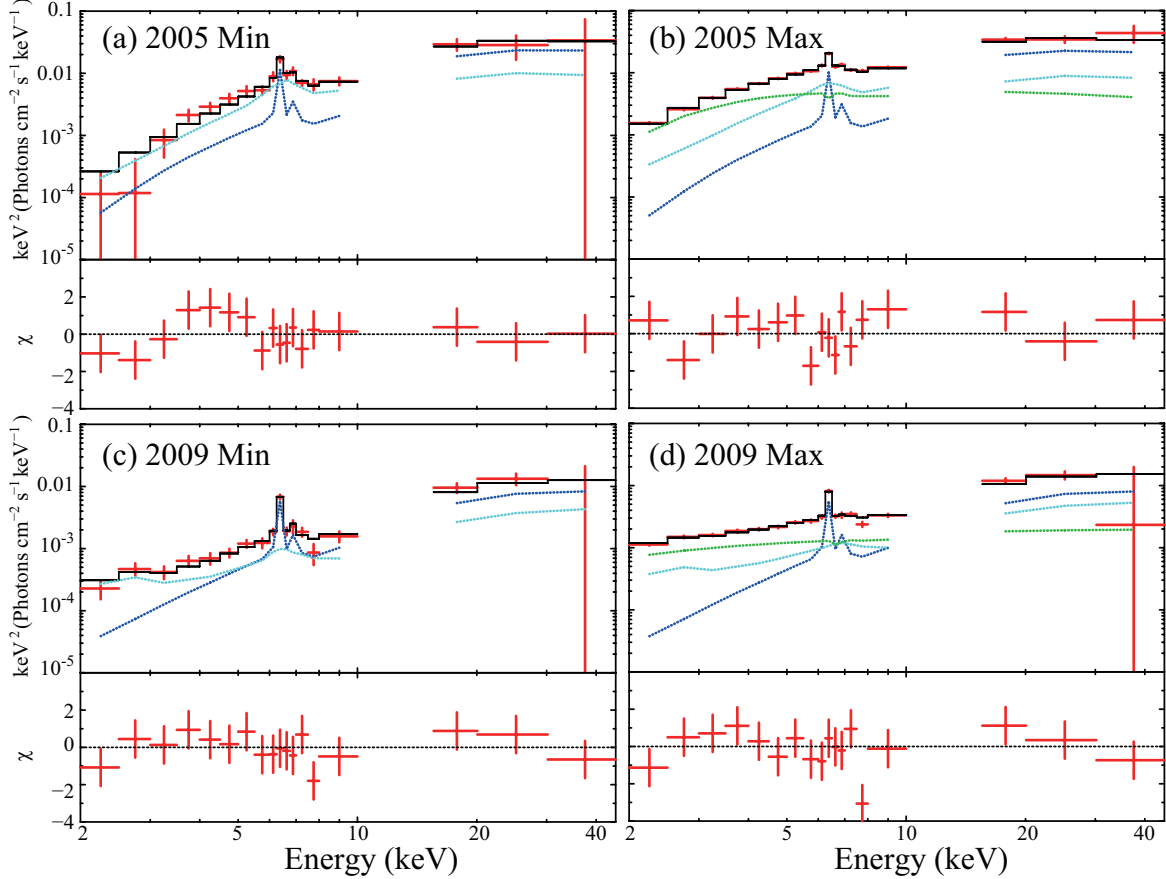 (a) 2005 Min
(b) 2005 Max
keV² (Photons cm⁻² s⁻¹ keV⁻¹)
0.1
0.01
10⁻³
10⁻⁴
10⁻⁵
χ
2
0
−2
−4
(c) 2009 Min
(d) 2009 Max
keV² (Photons cm⁻² s⁻¹ keV⁻¹)
0.1
0.01
10⁻³
10⁻⁴
10⁻⁵
χ
2
0
−2
−4
2 5 10 20 40
2 5 10 20 40
Energy (keV)
Energy (keV)